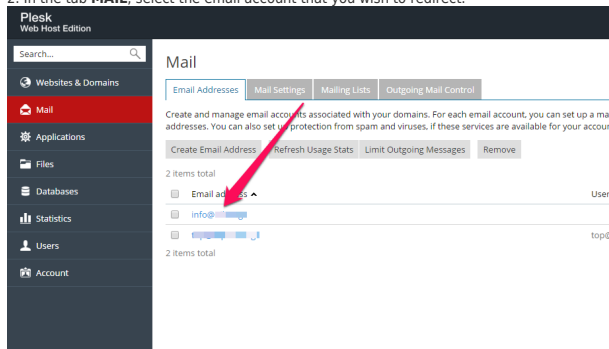 2. In the tab MAIL, select the email account that you wish to redirect.
Plesk
Web Host Edition
Search...
Websites & Domains
Mail
Applications
Files
Databases
Statistics
Users
Account
Mail
Email Addresses Mail Settings Mailing Lists Outgoing Mail Control
Create and manage email accounts associated with your domains. For each email account, you can set up a ma
addresses. You can also set up protection from spam and viruses, if these services are available for your accour
Create Email Address Refresh Usage Stats Limit Outgoing Messages Remove
2 items total
Email address User
info@
top@
2 items total